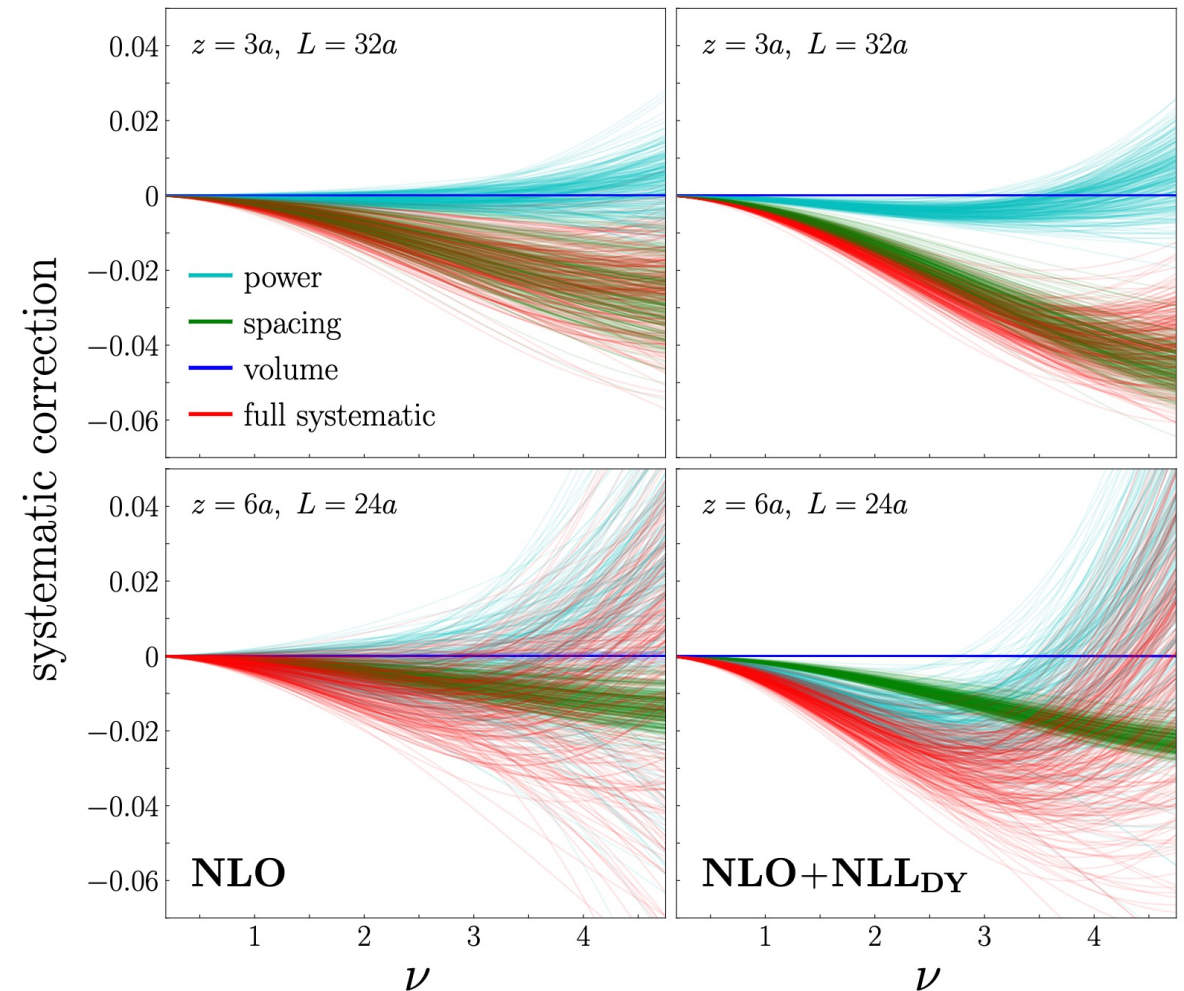 z = 3a, L = 32a
z = 3a, L = 32a
0.04
0.02
0
−0.02
−0.04
−0.06
power
spacing
volume
full systematic
systematic correction
z = 6a, L = 24a
z = 6a, L = 24a
0.04
0.02
0
−0.02
−0.04
−0.06
NLO
NLO+NLL_DY
1 2 3 4
1 2 3 4
ν
ν